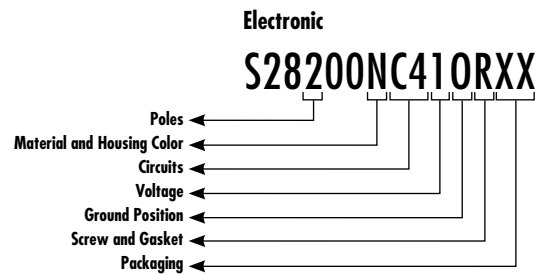 Electronic
S28200NC410RXX
Poles
Material and Housing Color
Circuits
Voltage
Ground Position
Screw and Gasket
Packaging